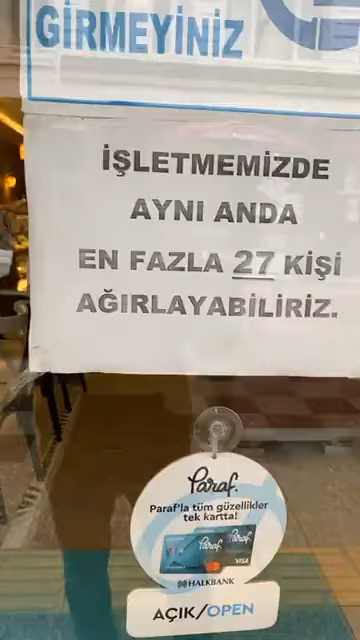 GİRMEYİNİZ
İŞLETMEMİZDE
AYNI ANDA
EN FAZLA 27 KİŞİ
AĞIRLAYABİLİRİZ.
Paraf.
Paraf'la tüm güzellikler
tek kartta!
Paraf Paraf
VISA
HALKBANK
AÇIK/OPEN